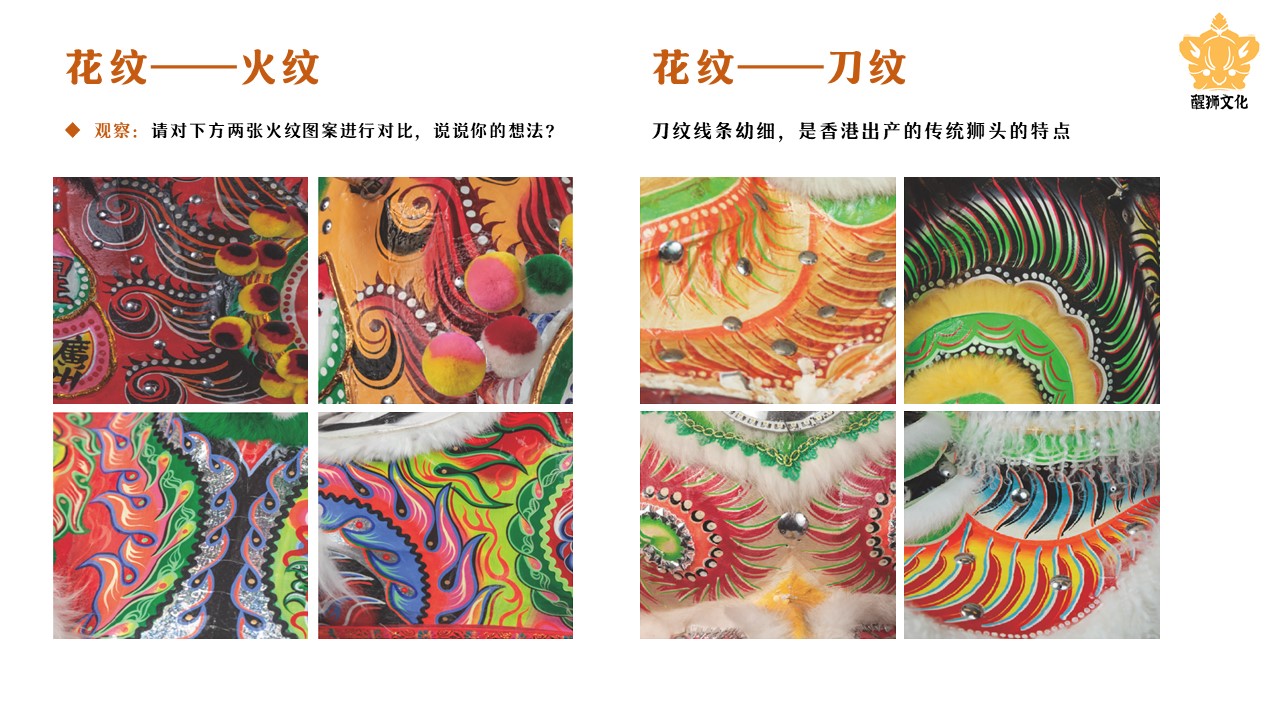 花纹——火纹
◆ 观察：请对下方两张火纹图案进行对比，说说你的想法?
花纹——刀纹
刀纹线条幼细，是香港出产的传统狮头的特点
醒狮文化